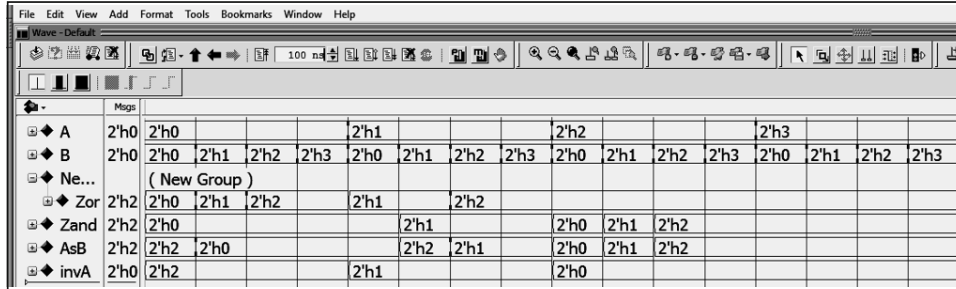 File Edit View Add Format Tools Bookmarks Window Help
Wave - Default
100 ns
Msgs
A 2'h0 2'h0 2'h1 2'h2 2'h3
B 2'h0 2'h0 2'h1 2'h2 2'h3 2'h0 2'h1 2'h2 2'h3 2'h0 2'h1 2'h2 2'h3 2'h0 2'h1 2'h2 2'h3
Ne... ( New Group )
Zor 2'h2 2'h0 2'h1 2'h2 2'h1 2'h2
Zand 2'h2 2'h0 2'h1 2'h0 2'h1 2'h2
AsB 2'h2 2'h2 2'h0 2'h2 2'h1 2'h0 2'h1 2'h2
invA 2'h0 2'h2 2'h1 2'h0